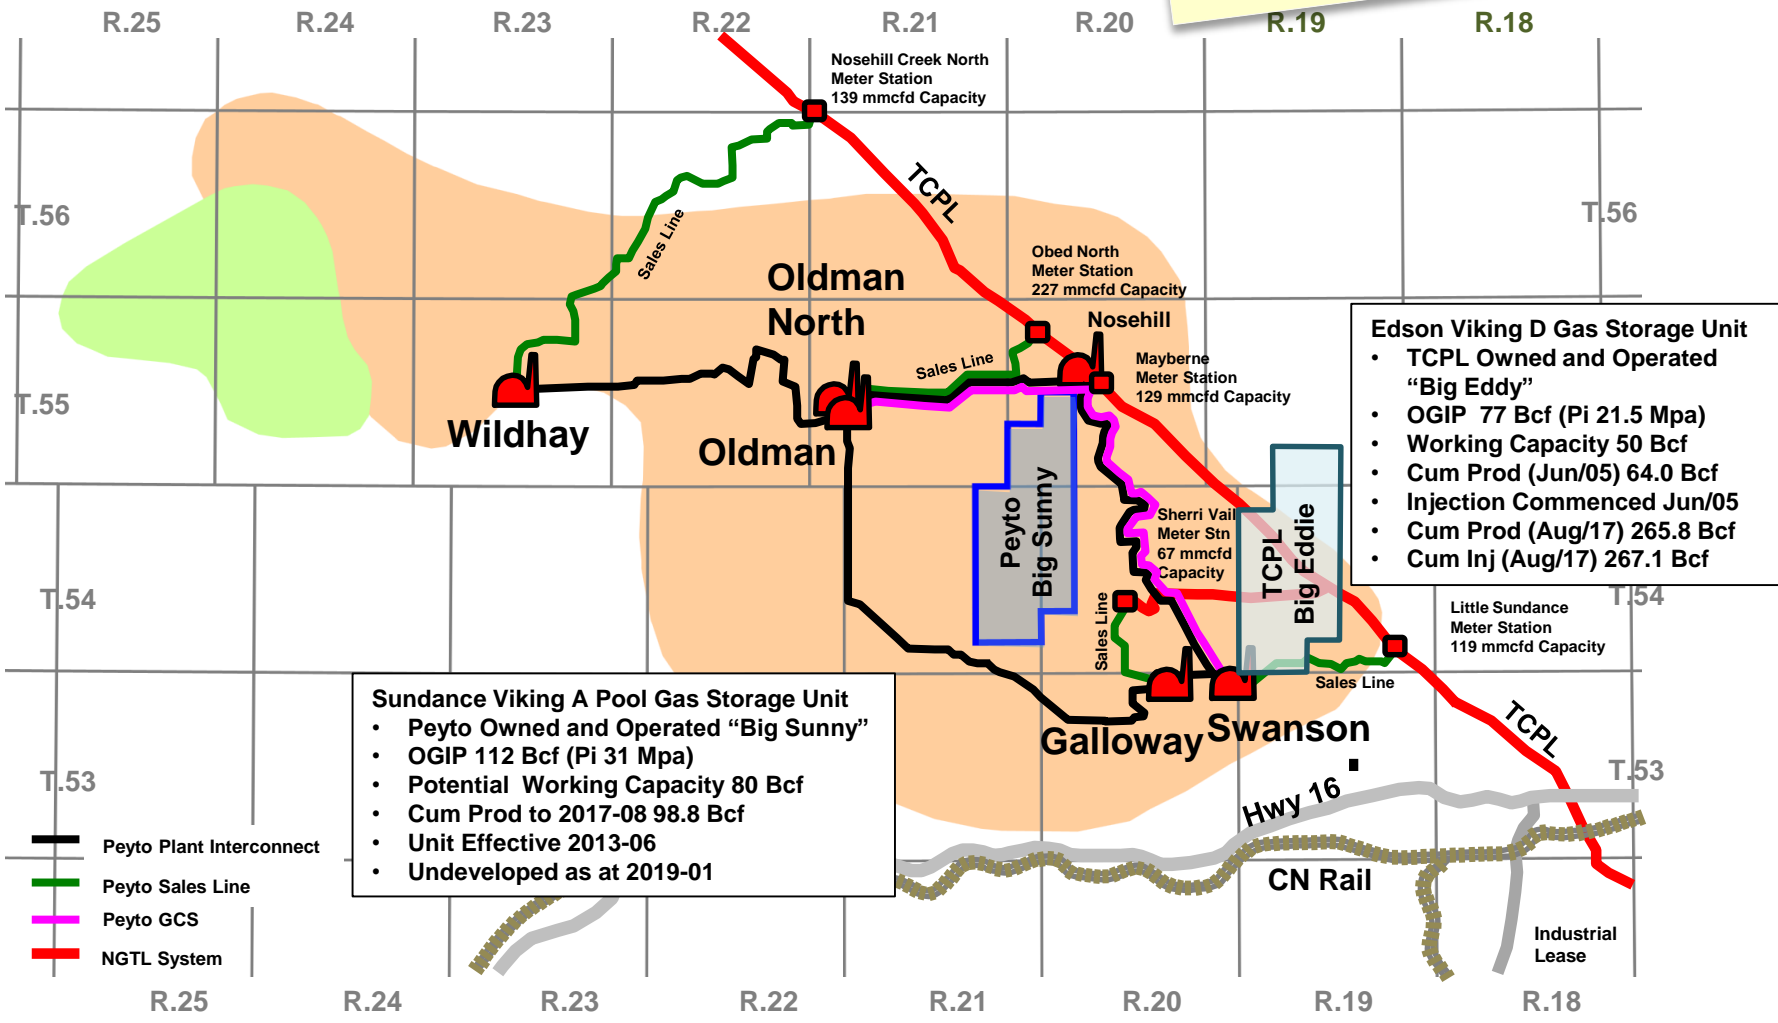 R.25 R.24 R.23 R.22 R.21 R.20 R.19 R.18
Nosehill Creek North
Meter Station
139 mmcfd Capacity
TCPL
T.56
T.56
Sales Line
Obed North
Meter Station
227 mmcfd Capacity
Oldman
North
Nosehill
Edson Viking D Gas Storage Unit
• TCPL Owned and Operated
“Big Eddy”
• OGIP 77 Bcf (Pi 21.5 Mpa)
• Working Capacity 50 Bcf
• Cum Prod (Jun/05) 64.0 Bcf
• Injection Commenced Jun/05
• Cum Prod (Aug/17) 265.8 Bcf
• Cum Inj (Aug/17) 267.1 Bcf
Sales Line
Mayberne
Meter Station
129 mmcfd Capacity
T.55
Wildhay
Oldman
Peyto
Big Sunny
Sherri Vail
Meter Stn
67 mmcfd
Capacity
TCPL
Big Eddie
T.54
T.54
Sales Line
Little Sundance
Meter Station
119 mmcfd Capacity
Sales Line
Galloway
Swanson
TCPL
Sundance Viking A Pool Gas Storage Unit
• Peyto Owned and Operated “Big Sunny”
• OGIP 112 Bcf (Pi 31 Mpa)
• Potential Working Capacity 80 Bcf
• Cum Prod to 2017-08 98.8 Bcf
• Unit Effective 2013-06
• Undeveloped as at 2019-01
T.53
T.53
Hwy 16
CN Rail
Peyto Plant Interconnect
Peyto Sales Line
Peyto GCS
NGTL System
Industrial
Lease
R.25 R.24 R.23 R.22 R.21 R.20 R.19 R.18